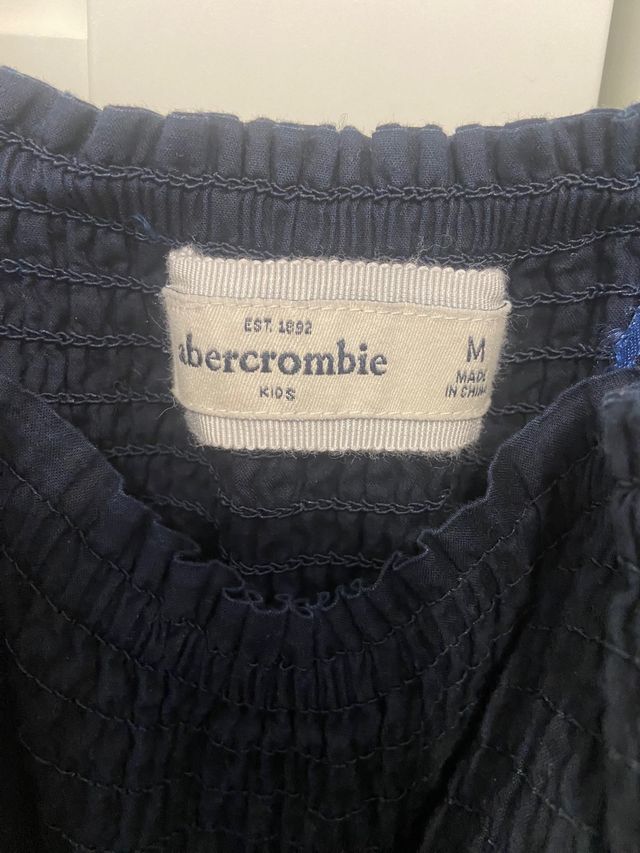 EST. 1892
abercrombie
KIDS
M
MADE
IN CHINA